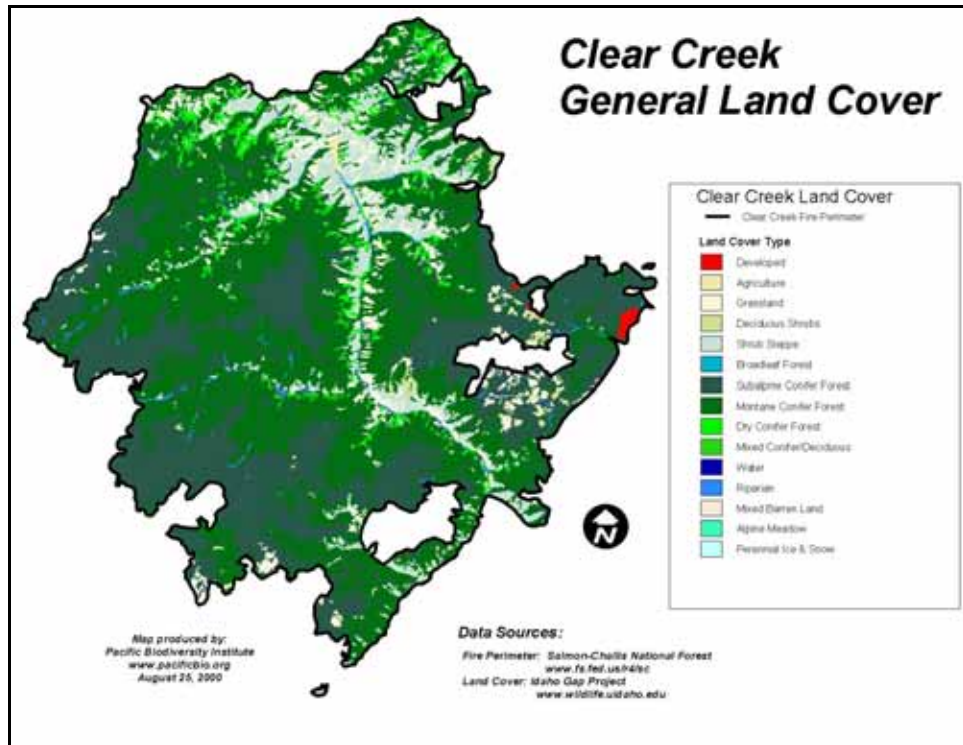 Clear Creek
General Land Cover
Clear Creek Land Cover
Clear Creek Fire Perimeter
Land Cover Type
Developed
Agriculture
Grassland
Deciduous Shrubs
Shrub Steppe
Broadleaf Forest
Subalpine Conifer Forest
Montane Conifer Forest
Dry Conifer Forest
Mixed Conifer/Deciduous
Water
Riparian
Mixed Barren Land
Alpine Meadow
Perennial Ice & Snow
N
Map produced by:
Pacific Biodiversity Institute
www.pacificbio.org
August 25, 2000
Data Sources:
Fire Perimeter: Salmon-Challis National Forest
www.fs.fed.us/r4/sc
Land Cover: Idaho Gap Project
www.wildlife.uidaho.edu